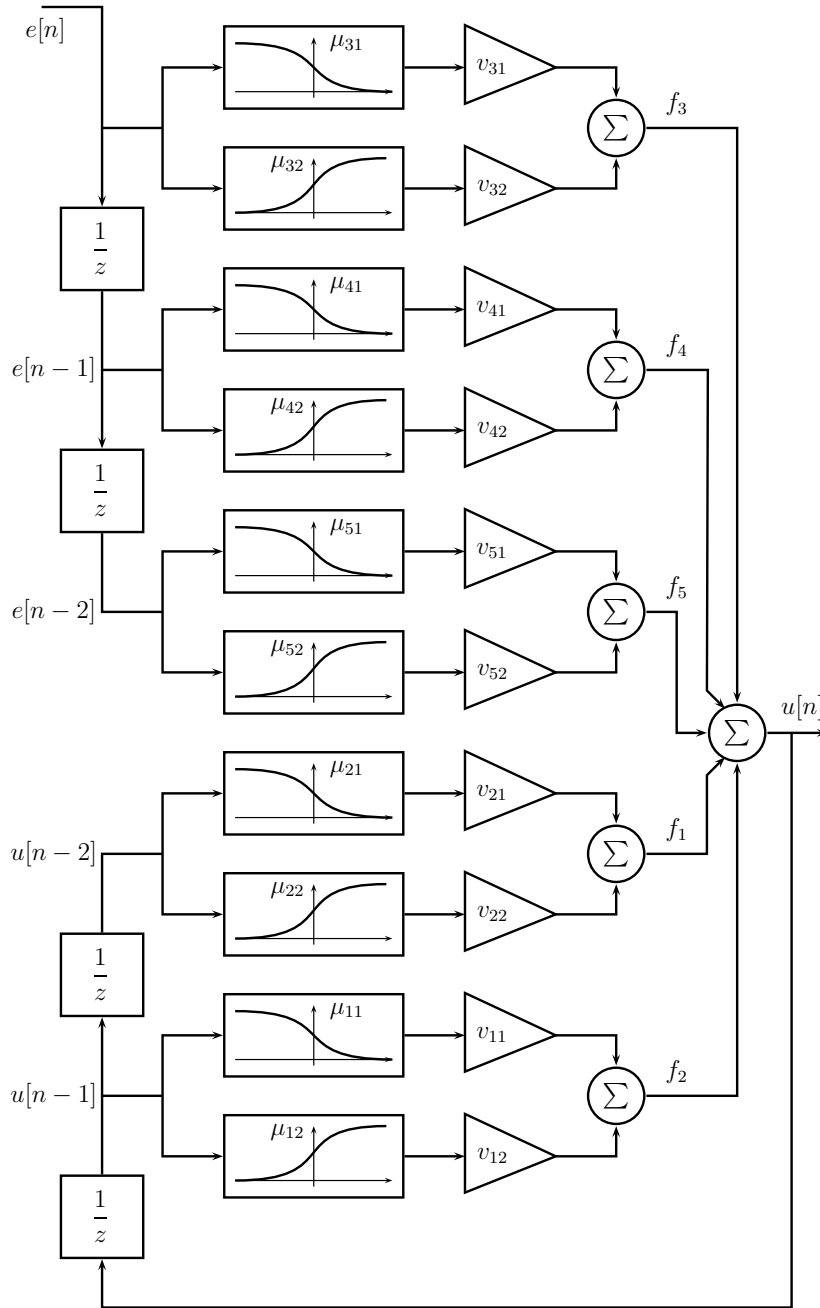 e[n]
μ31
v31
Σ
f3
μ32
v32
1
z
μ41
v41
e[n − 1]
Σ
f4
μ42
v42
1
z
μ51
v51
e[n − 2]
Σ
f5
μ52
v52
Σ
u[n]
μ21
v21
u[n − 2]
Σ
f1
μ22
v22
1
z
μ11
v11
u[n − 1]
Σ
f2
μ12
v12
1
z